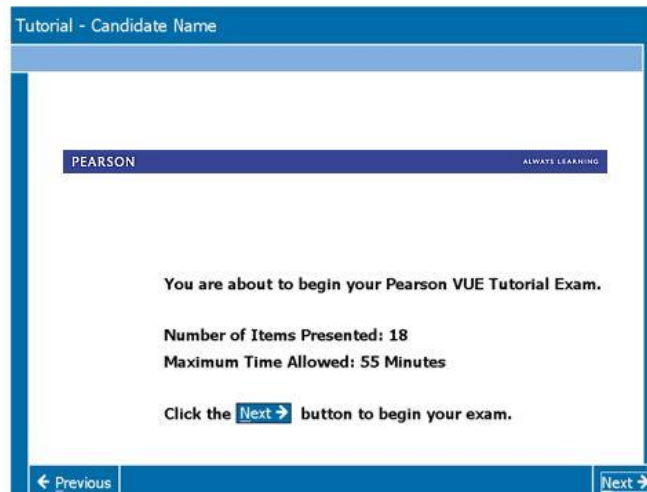 Tutorial - Candidate Name
PEARSON ALWAYS LEARNING
You are about to begin your Pearson VUE Tutorial Exam.
Number of Items Presented: 18
Maximum Time Allowed: 55 Minutes
Click the Next → button to begin your exam.
← Previous Next →